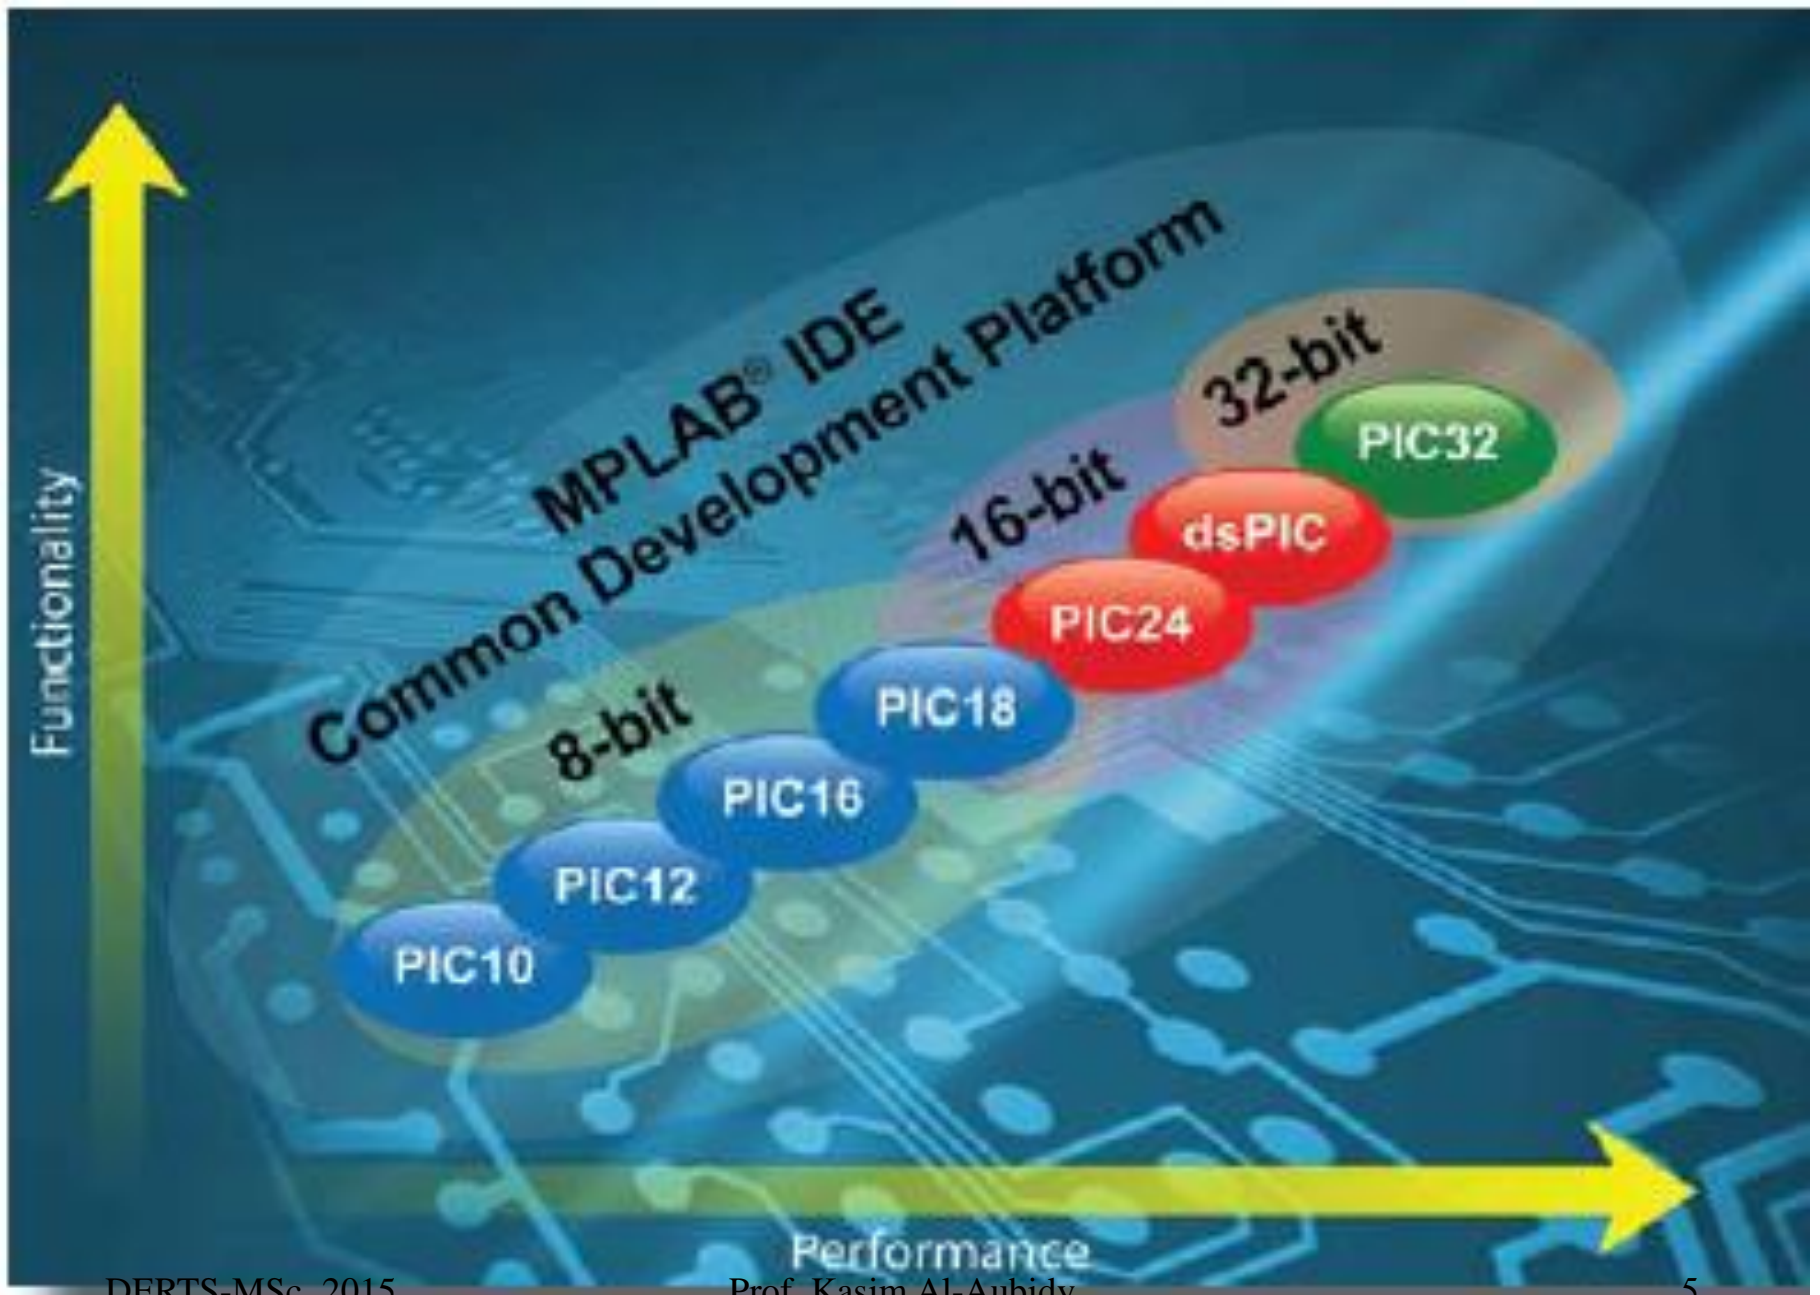 MPLAB® IDE
Common Development Platform
32-bit
PIC32
16-bit
dsPIC
PIC24
8-bit
PIC18
PIC16
PIC12
PIC10
Functionality
Performance
DERTS-MSc, 2015 Prof. Kasim Al-Aubidy 5